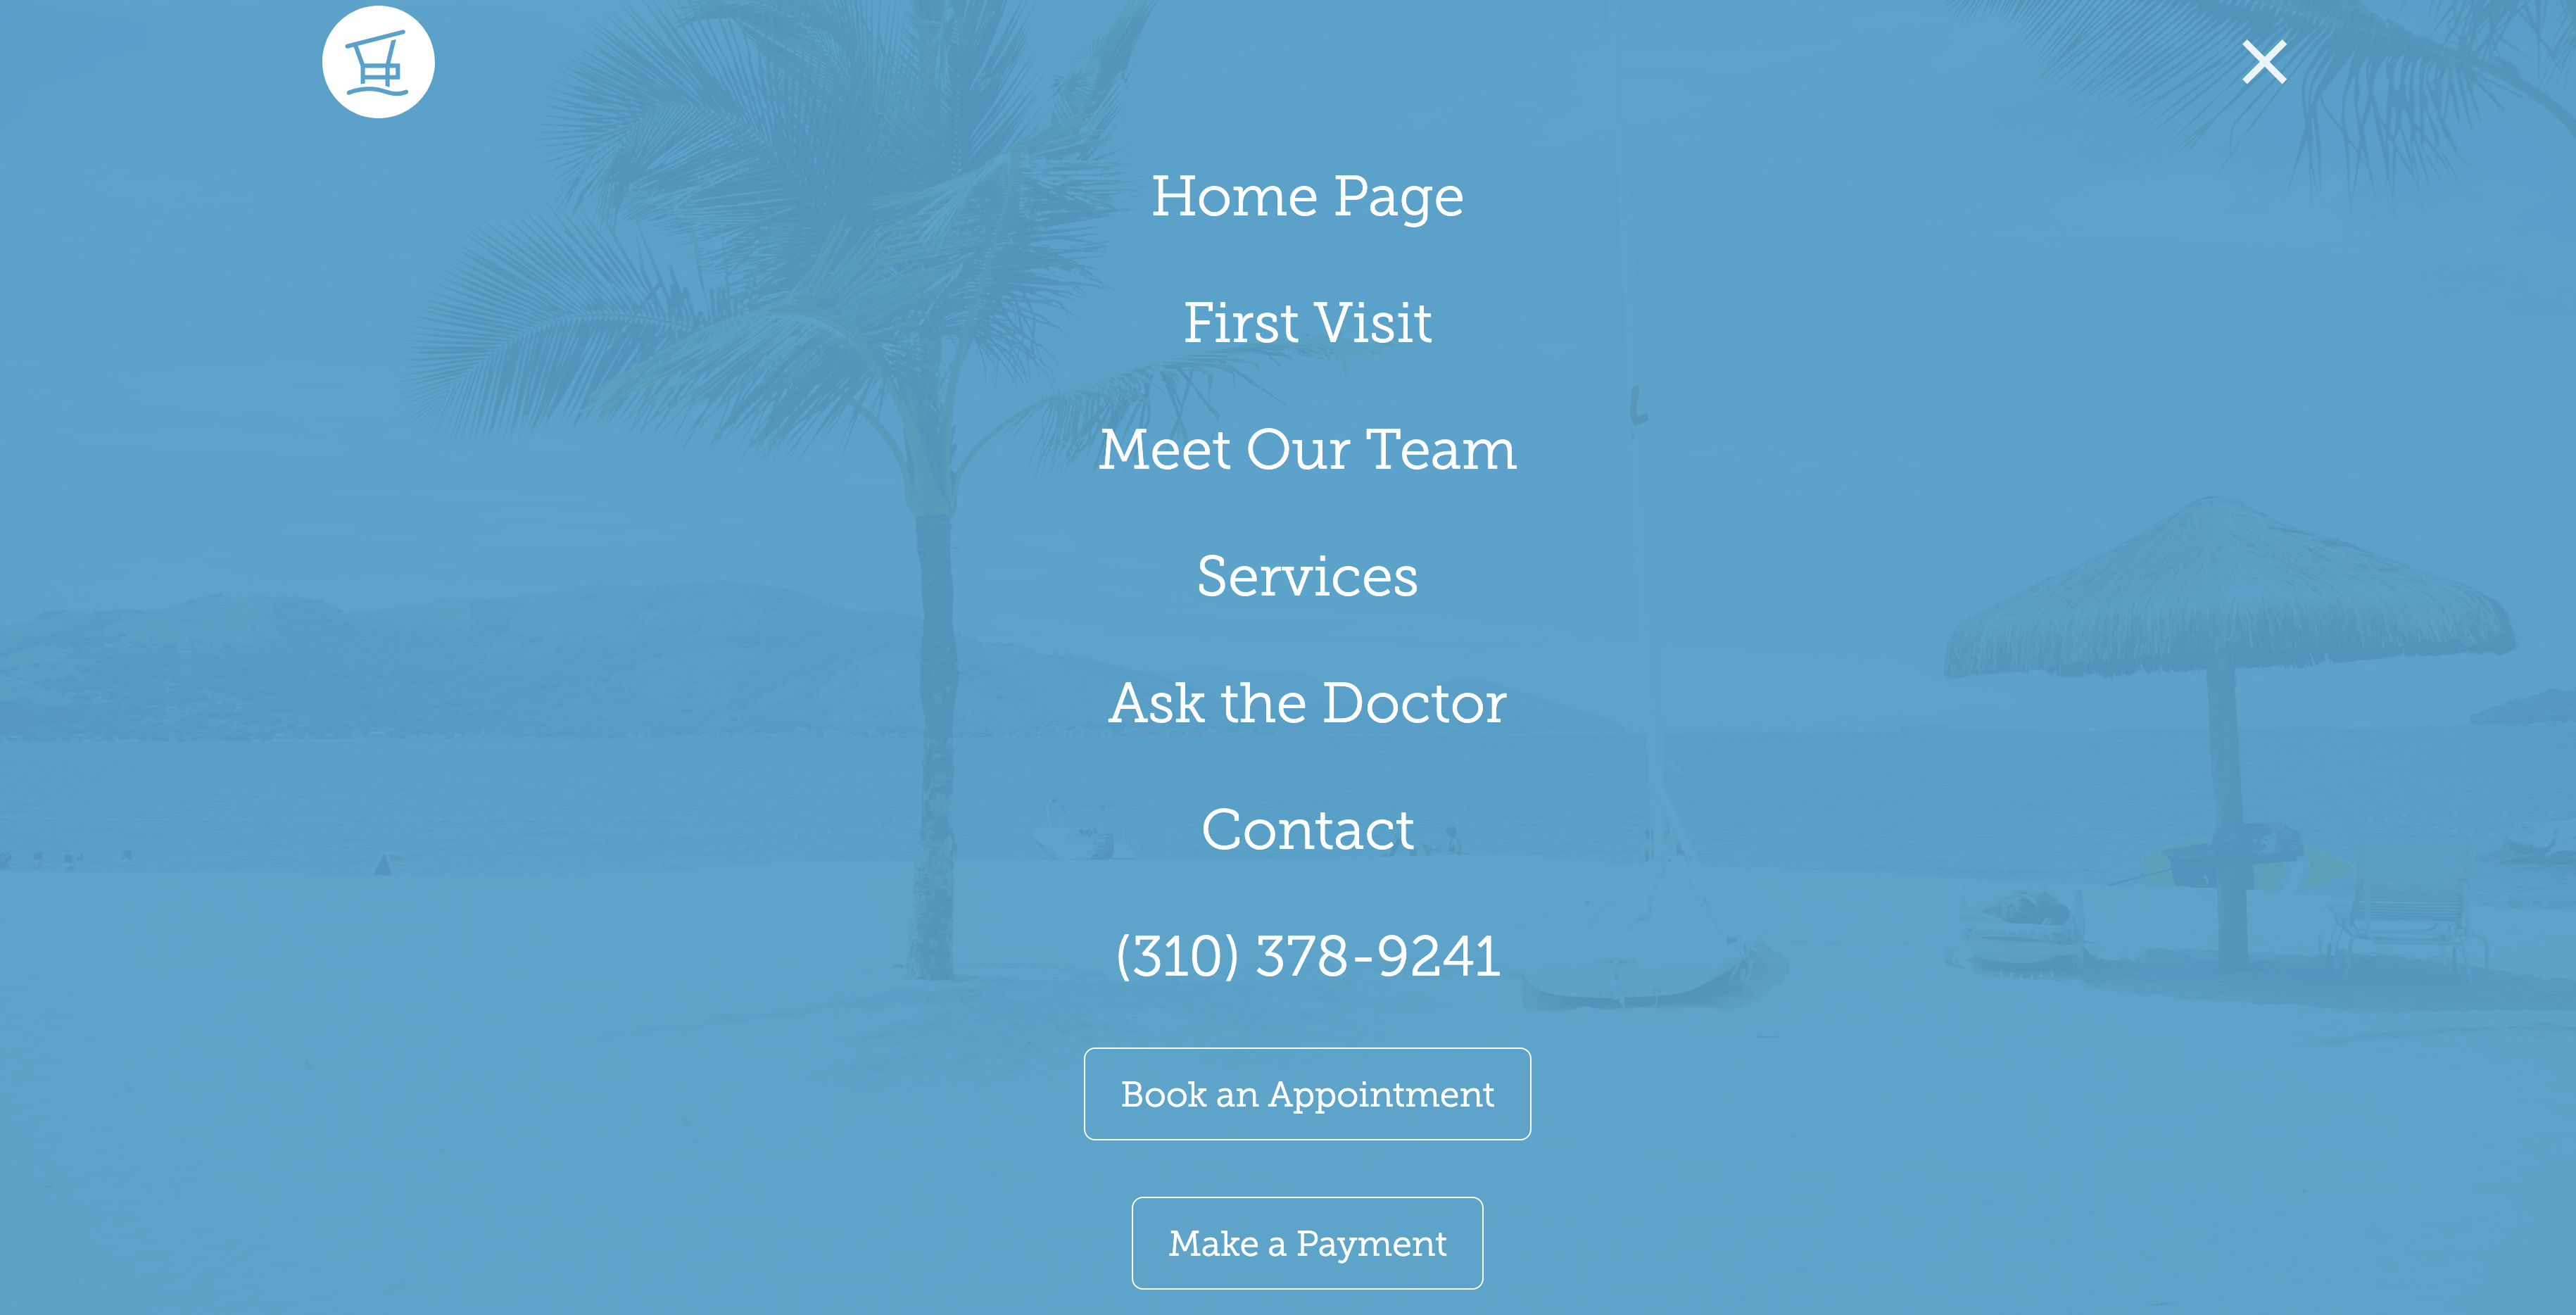 Home Page
First Visit
Meet Our Team
Services
Ask the Doctor
Contact
(310) 378-9241
Book an Appointment
Make a Payment